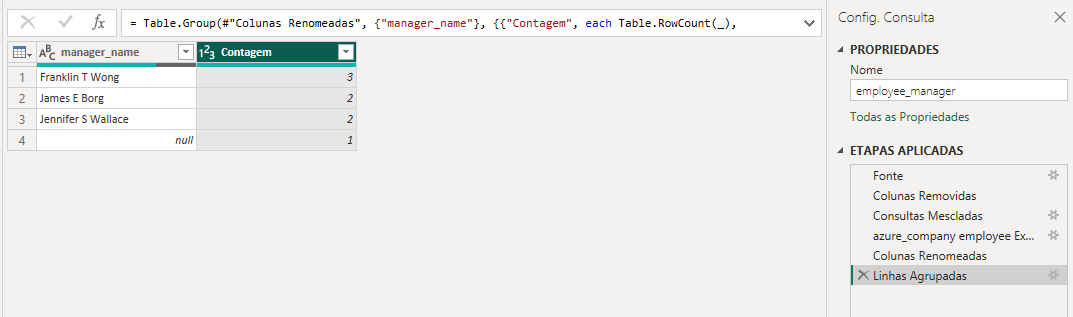 = Table.Group(#"Colunas Renomeadas", {"manager_name"}, {{"Contagem", each Table.RowCount(_),
ABC manager_name
123 Contagem
1 Franklin T Wong 3
2 James E Borg 2
3 Jennifer S Wallace 2
4 null 1
Config. Consulta
PROPRIEDADES
Nome
employee_manager
Todas as Propriedades
ETAPAS APLICADAS
Fonte
Colunas Removidas
Consultas Mescladas
azure_company employee Ex...
Colunas Renomeadas
Linhas Agrupadas